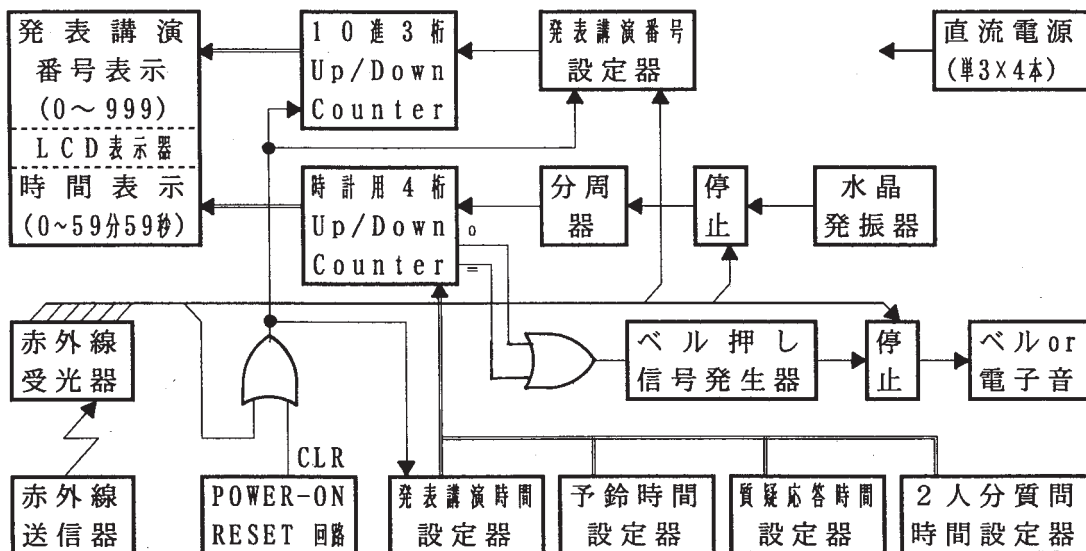 発表講演
番号表示
(0～999)
LCD表示器
時間表示
(0~59分59秒)
10進3桁
Up/Down
Counter
発表講演番号
設定器
直流電源
(単3×4本)
時計用4桁
Up/Down
Counter
o
=
分周
器
停
止
水晶
発振器
赤外線
受光器
ベル押し
信号発生器
停
止
ベルor
電子音
CLR
赤外線
送信器
POWER-ON
RESET 回路
発表講演時間
設定器
予鈴時間
設定器
質疑応答時間
設定器
2人分質問
時間設定器